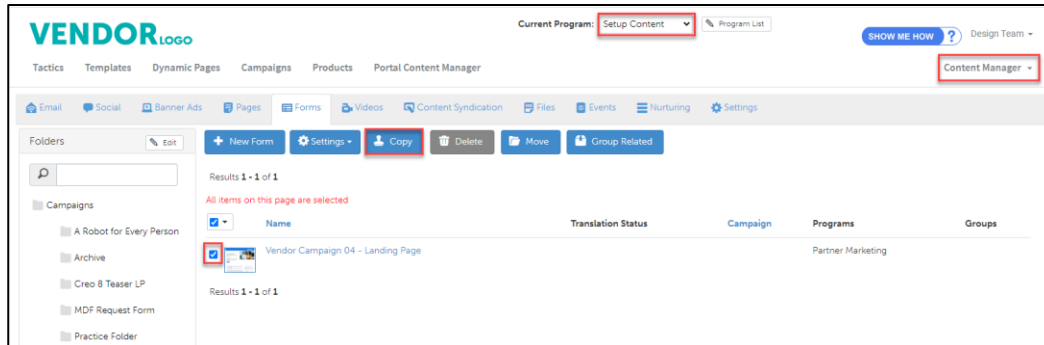 VENDORLOGO
Current Program: Setup Content Program List
SHOW ME HOW ? Design Team
Tactics Templates Dynamic Pages Campaigns Products Portal Content Manager
Content Manager
Email Social Banner Ads Pages Forms Videos Content Syndication Files Events Nurturing Settings
Folders Edit
+ New Form Settings Copy Delete Move Group Related
Results 1 - 1 of 1
All items on this page are selected
Name Translation Status Campaign Programs Groups
Vendor Campaign 04 - Landing Page Partner Marketing
Results 1 - 1 of 1
Campaigns
A Robot for Every Person
Archive
Creo 8 Teaser LP
MDF Request Form
Practice Folder